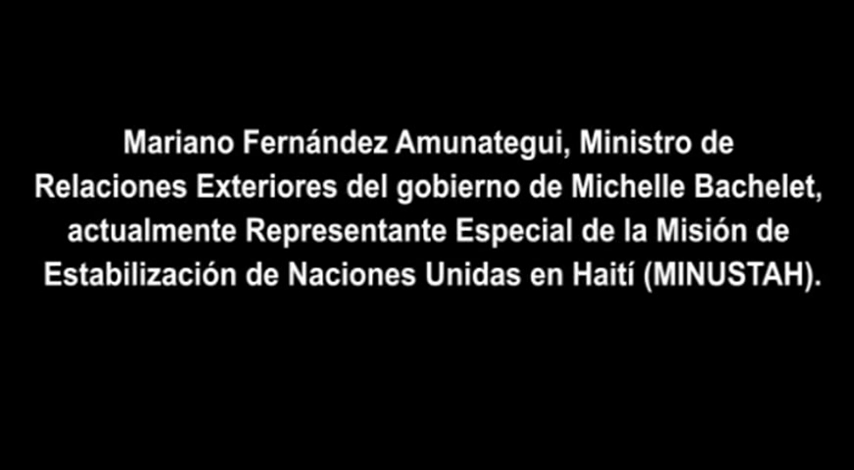 Mariano Fernández Amunategui, Ministro de
Relaciones Exteriores del gobierno de Michelle Bachelet,
actualmente Representante Especial de la Misión de
Estabilización de Naciones Unidas en Haití (MINUSTAH).